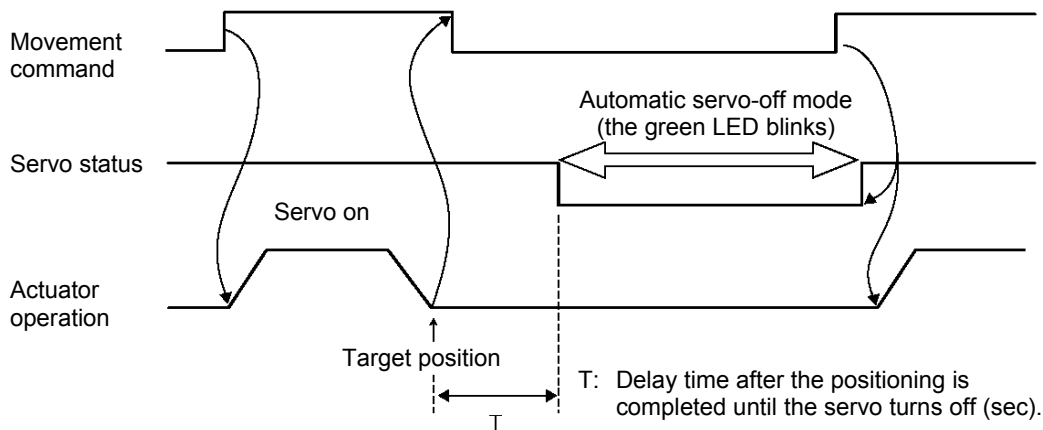 Movement
command
Automatic servo-off mode
(the green LED blinks)
Servo status
Servo on
Actuator
operation
Target position
T
T: Delay time after the positioning is
completed until the servo turns off (sec).